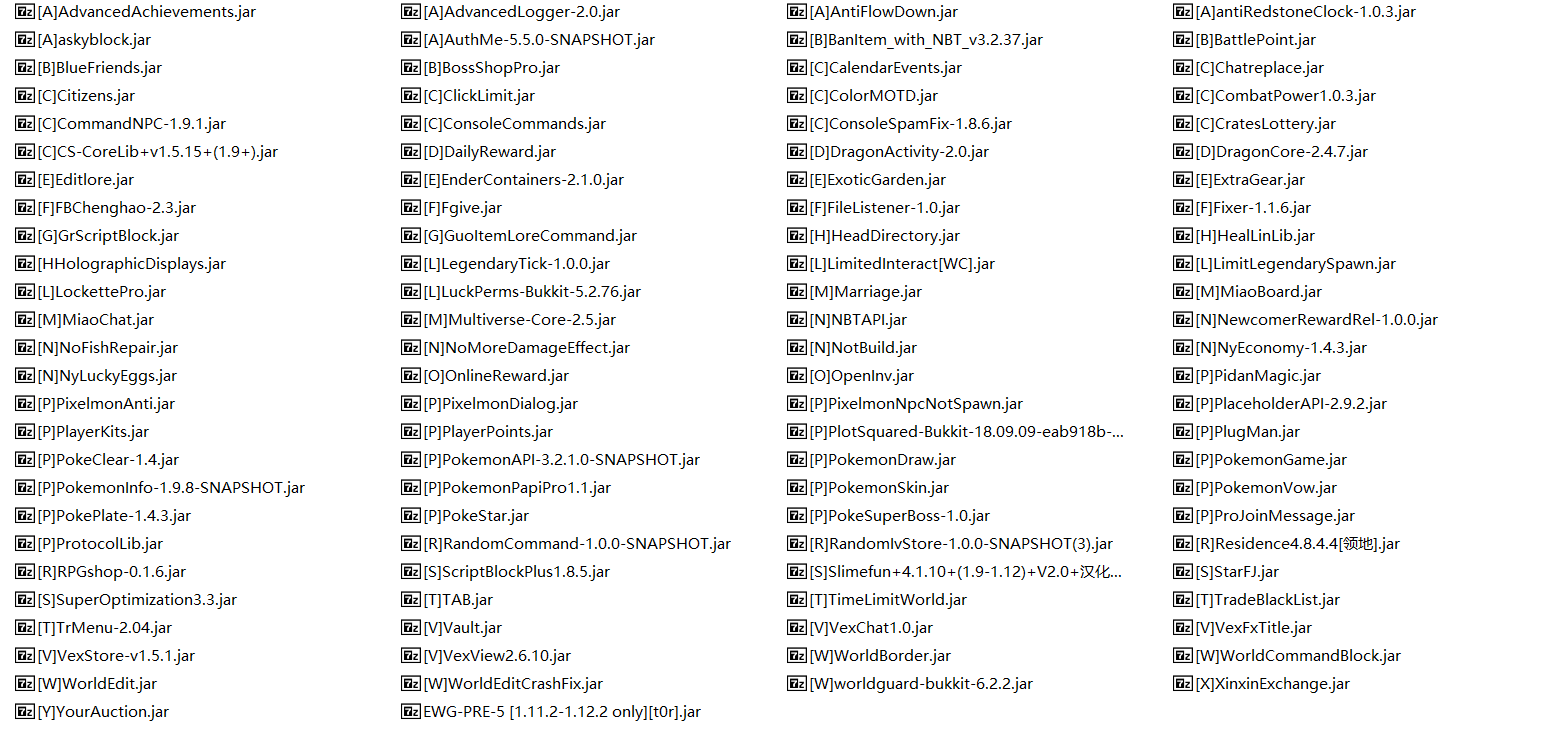 [A]AdvancedAchievements.jar [A]AdvancedLogger-2.0.jar [A]AntiFlowDown.jar [A]antiRedstoneClock-1.0.3.jar
[A]askyblock.jar [A]AuthMe-5.5.0-SNAPSHOT.jar [B]BanItem_with_NBT_v3.2.37.jar [B]BattlePoint.jar
[B]BlueFriends.jar [B]BossShopPro.jar [C]CalendarEvents.jar [C]Chatreplace.jar
[C]Citizens.jar [C]ClickLimit.jar [C]ColorMOTD.jar [C]CombatPower1.0.3.jar
[C]CommandNPC-1.9.1.jar [C]ConsoleCommands.jar [C]ConsoleSpamFix-1.8.6.jar [C]CratesLottery.jar
[C]CS-CoreLib+v1.5.15+(1.9+).jar [D]DailyReward.jar [D]DragonActivity-2.0.jar [D]DragonCore-2.4.7.jar
[E]Editlore.jar [E]EnderContainers-2.1.0.jar [E]ExoticGarden.jar [E]ExtraGear.jar
[F]FBChenghao-2.3.jar [F]Fgive.jar [F]FileListener-1.0.jar [F]Fixer-1.1.6.jar
[G]GrScriptBlock.jar [G]GuoItemLoreCommand.jar [H]HeadDirectory.jar [H]HealLinLib.jar
[HHolographicDisplays.jar [L]LegendaryTick-1.0.0.jar [L]LimitedInteract[WC].jar [L]LimitLegendarySpawn.jar
[L]LockettePro.jar [L]LuckPerms-Bukkit-5.2.76.jar [M]Marriage.jar [M]MiaoBoard.jar
[M]MiaoChat.jar [M]Multiverse-Core-2.5.jar [N]NBTAPI.jar [N]NewcomerRewardRel-1.0.0.jar
[N]NoFishRepair.jar [N]NoMoreDamageEffect.jar [N]NotBuild.jar [N]NyEconomy-1.4.3.jar
[N]NyLuckyEggs.jar [O]OnlineReward.jar [O]OpenInv.jar [P]PidanMagic.jar
[P]PixelmonAnti.jar [P]PixelmonDialog.jar [P]PixelmonNpcNotSpawn.jar [P]PlaceholderAPI-2.9.2.jar
[P]PlayerKits.jar [P]PlayerPoints.jar [P]PlotSquared-Bukkit-18.09.09-eab918b-... [P]PlugMan.jar
[P]PokeClear-1.4.jar [P]PokemonAPI-3.2.1.0-SNAPSHOT.jar [P]PokemonDraw.jar [P]PokemonGame.jar
[P]PokemonInfo-1.9.8-SNAPSHOT.jar [P]PokemonPapiPro1.1.jar [P]PokemonSkin.jar [P]PokemonVow.jar
[P]PokePlate-1.4.3.jar [P]PokeStar.jar [P]PokeSuperBoss-1.0.jar [P]ProJoinMessage.jar
[P]ProtocolLib.jar [R]RandomCommand-1.0.0-SNAPSHOT.jar [R]RandomIvStore-1.0.0-SNAPSHOT(3).jar [R]Residence4.8.4.4[领地].jar
[R]RPGshop-0.1.6.jar [S]ScriptBlockPlus1.8.5.jar [S]Slimefun+4.1.10+(1.9-1.12)+V2.0+汉化... [S]StarFJ.jar
[S]SuperOptimization3.3.jar [T]TAB.jar [T]TimeLimitWorld.jar [T]TradeBlackList.jar
[T]TrMenu-2.04.jar [V]Vault.jar [V]VexChat1.0.jar [V]VexFxTitle.jar
[V]VexStore-v1.5.1.jar [V]VexView2.6.10.jar [W]WorldBorder.jar [W]WorldCommandBlock.jar
[W]WorldEdit.jar [W]WorldEditCrashFix.jar [W]worldguard-bukkit-6.2.2.jar [X]XinxinExchange.jar
[Y]YourAuction.jar EWG-PRE-5 [1.11.2-1.12.2 only][t0r].jar